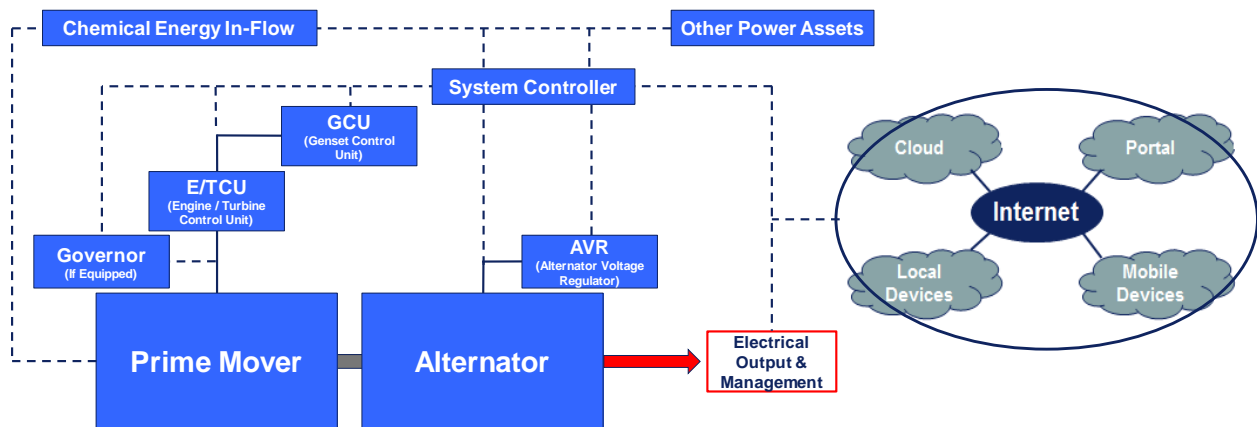 Chemical Energy In-Flow
Other Power Assets
System Controller
GCU
(Genset Control
Unit)
E/TCU
(Engine / Turbine
Control Unit)
Governor
(If Equipped)
AVR
(Alternator Voltage
Regulator)
Prime Mover
Alternator
Electrical
Output &
Management
Cloud
Portal
Internet
Local
Devices
Mobile
Devices